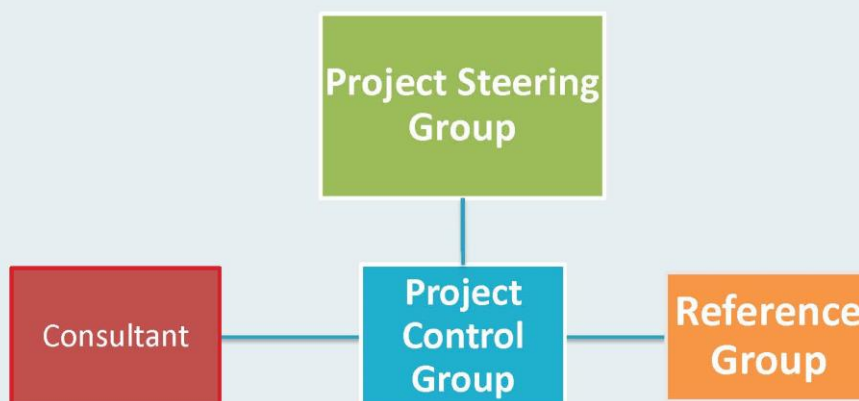 Project Steering
Group
Consultant
Project
Control
Group
Reference
Group